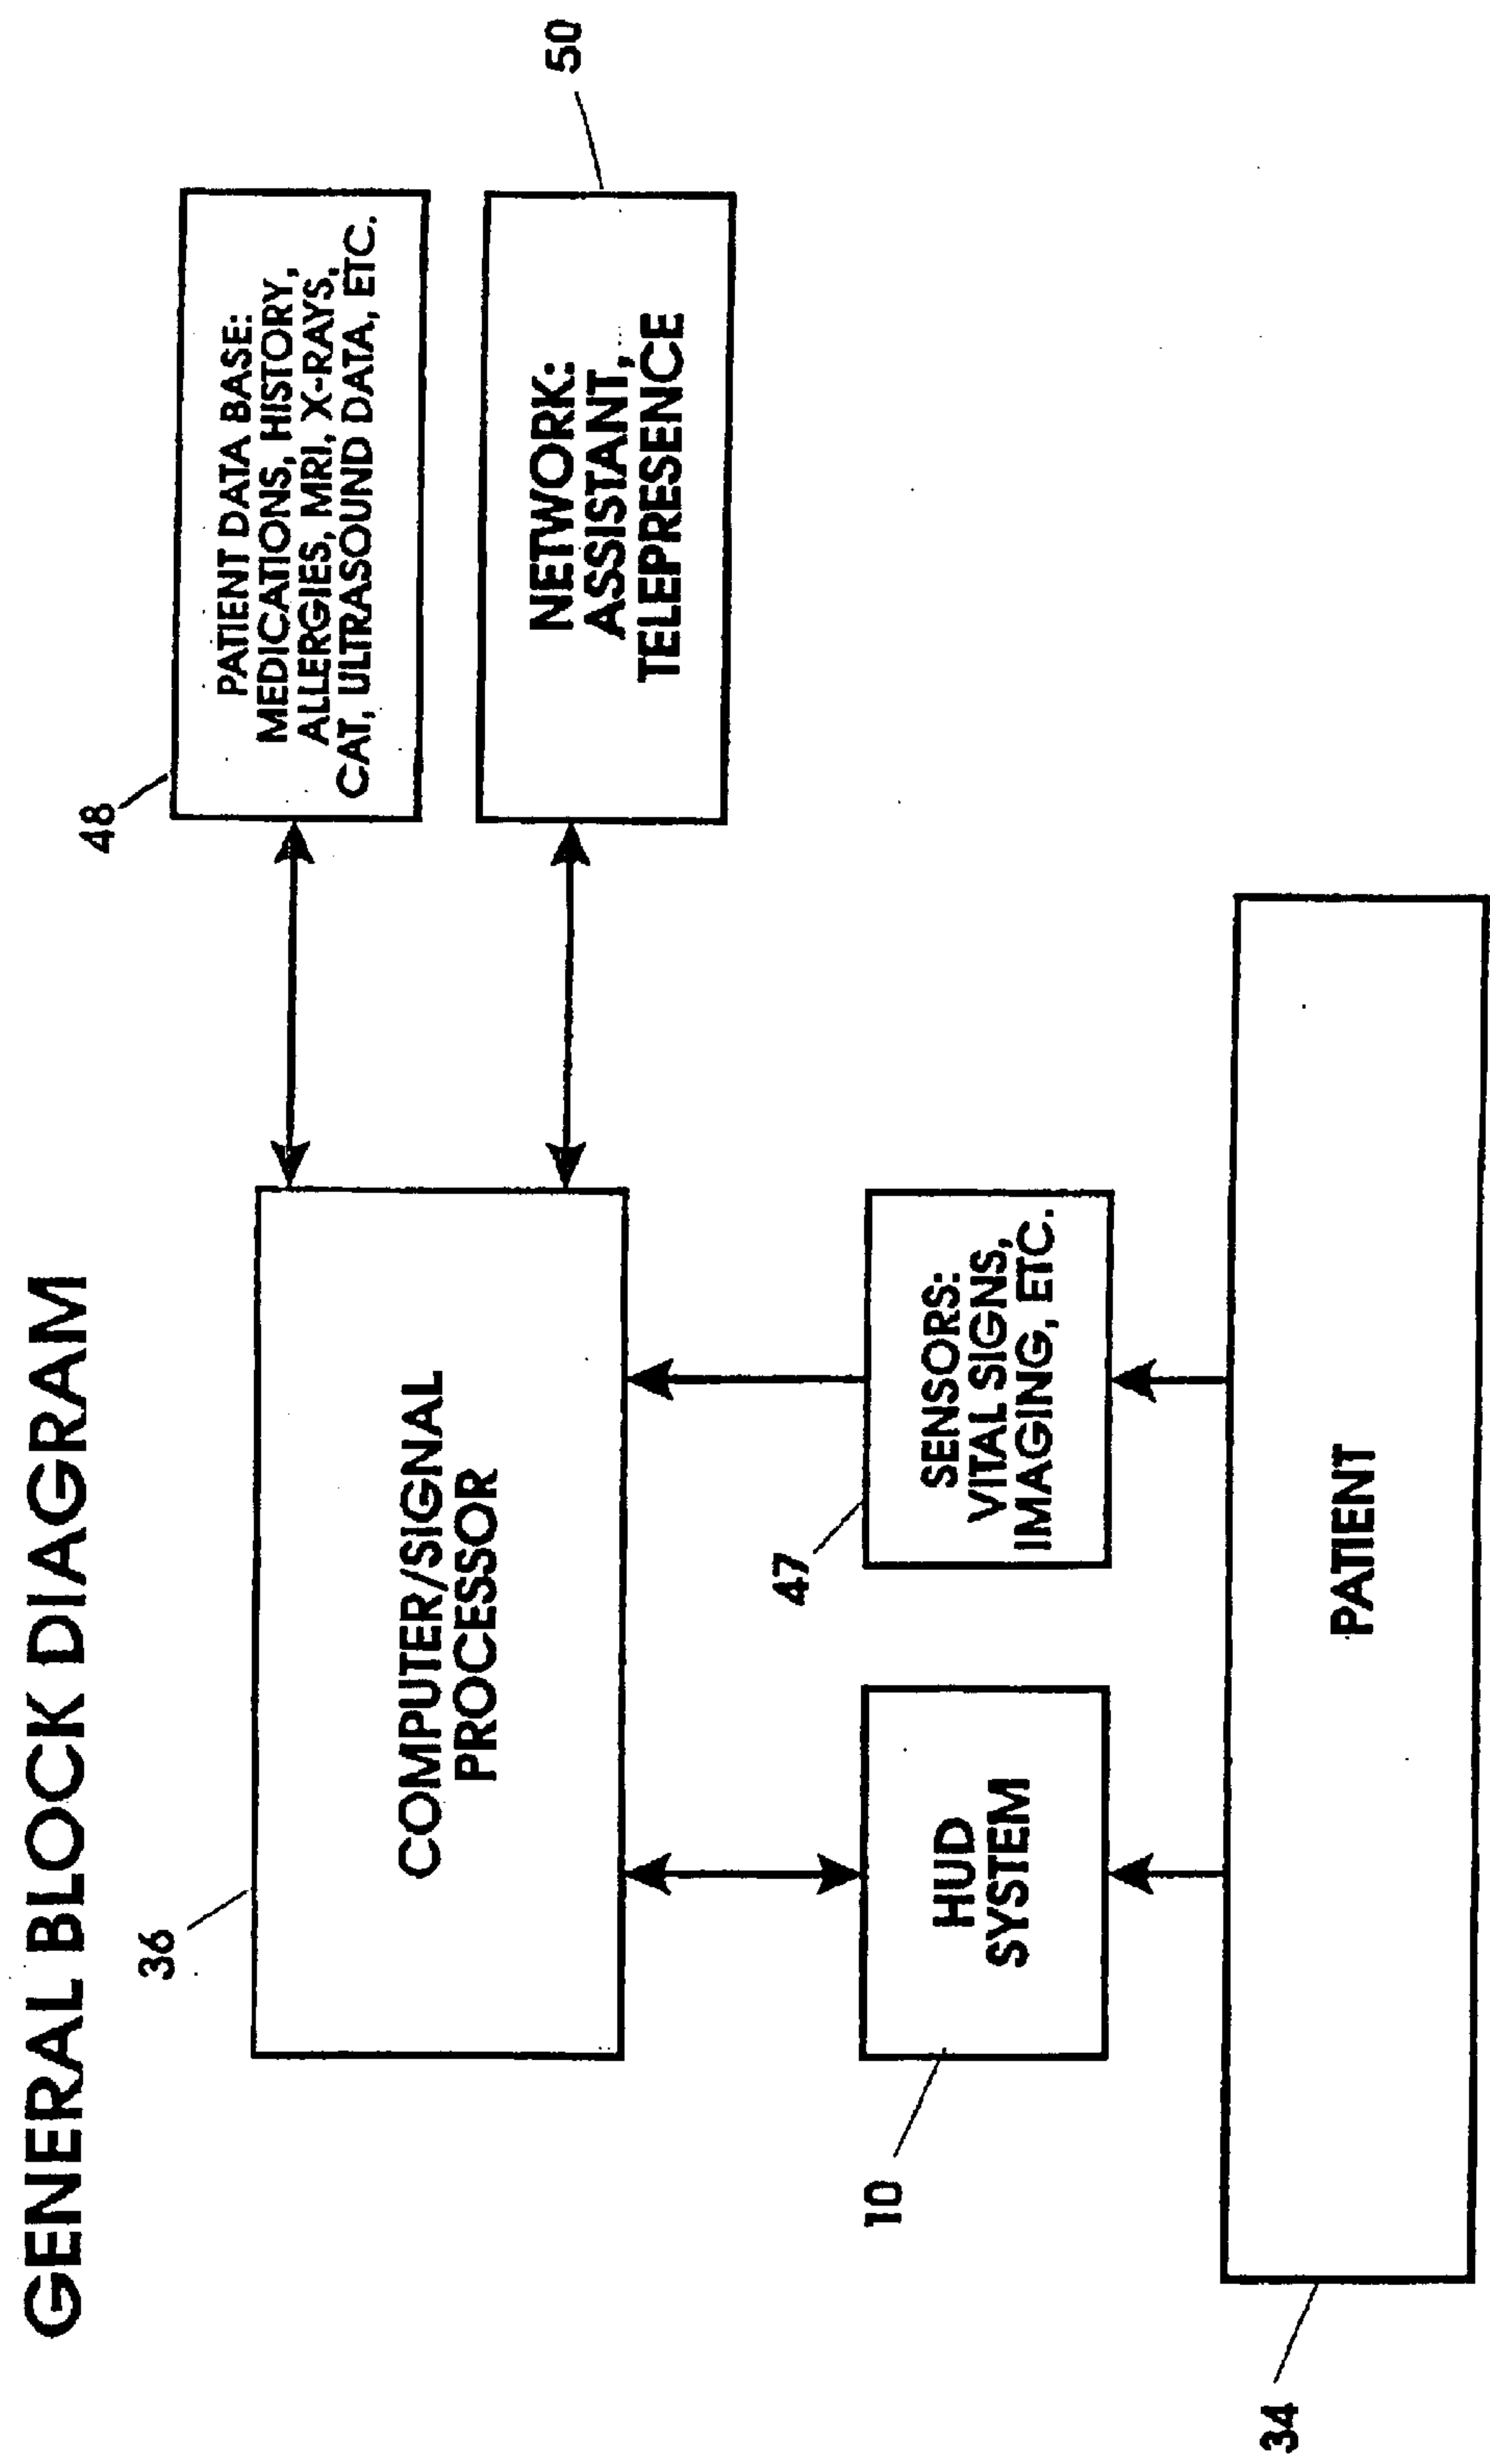 GENERAL BLOCK DIAGRAM
48
PATIENT DATA BASE:
MEDICATIONS, HISTORY,
ALLERGIES, MRI, X-RAYS,
CAT, ULTRASOUND DATA, ETC.
36
COMPUTER/SIGNAL
PROCESSOR
50
NETWORK:
ASSISTANT,
TELEPRESENCE
10
HUD
SYSTEM
47
SENSORS:
VITAL SIGNS,
IMAGING, ETC.
34
PATIENT